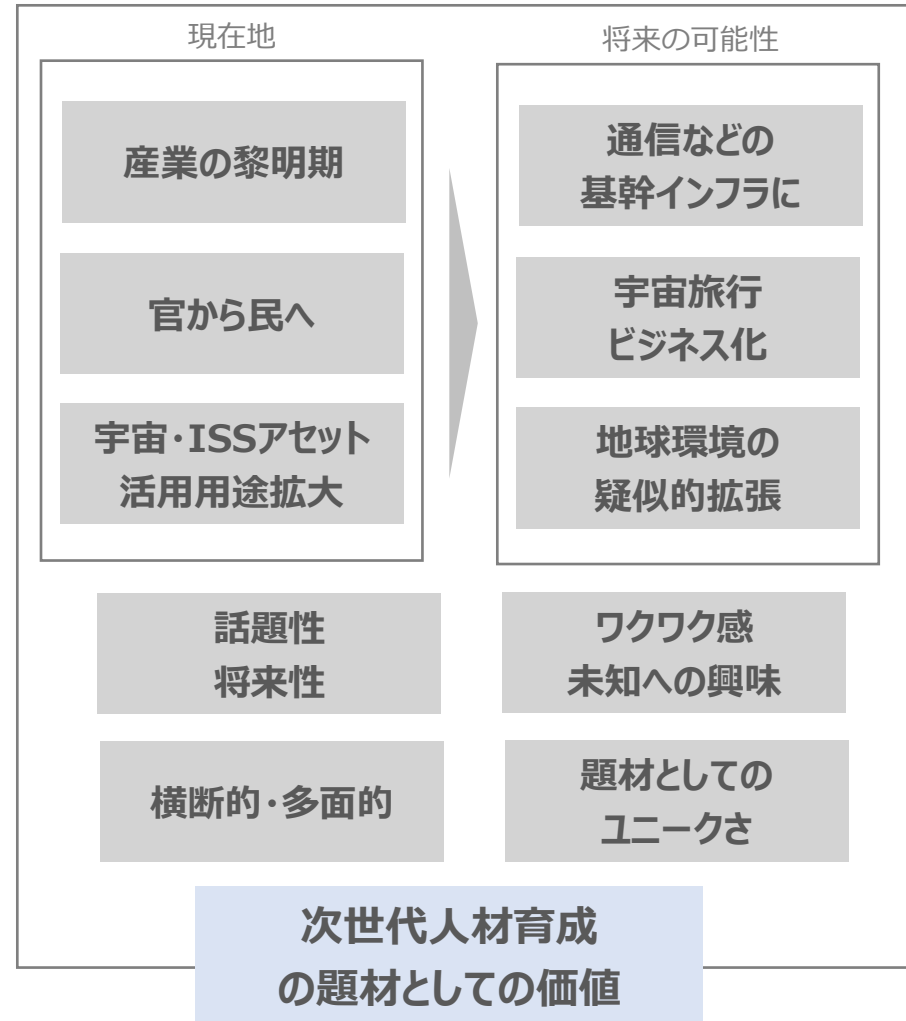 現在地
産業の黎明期
官から民へ
宇宙・ISSアセット
活用用途拡大
将来の可能性
通信などの
基幹インフラに
宇宙旅行
ビジネス化
地球環境の
疑似的拡張
話題性
将来性
ワクワク感
未知への興味
横断的・多面的
題材としての
ユニークさ
次世代人材育成
の題材としての価値